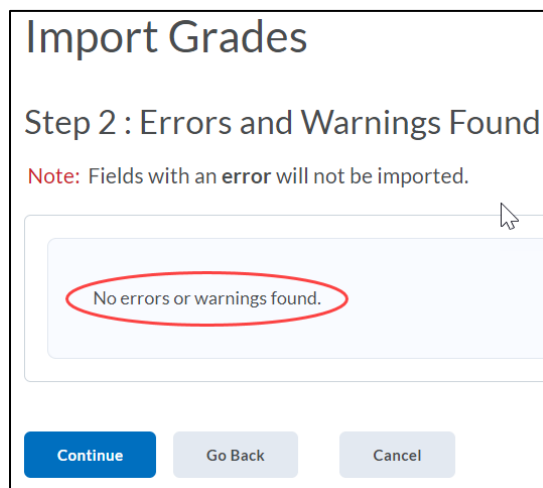 Import Grades
Step 2 : Errors and Warnings Found
Note: Fields with an error will not be imported.
No errors or warnings found.
Continue Go Back Cancel